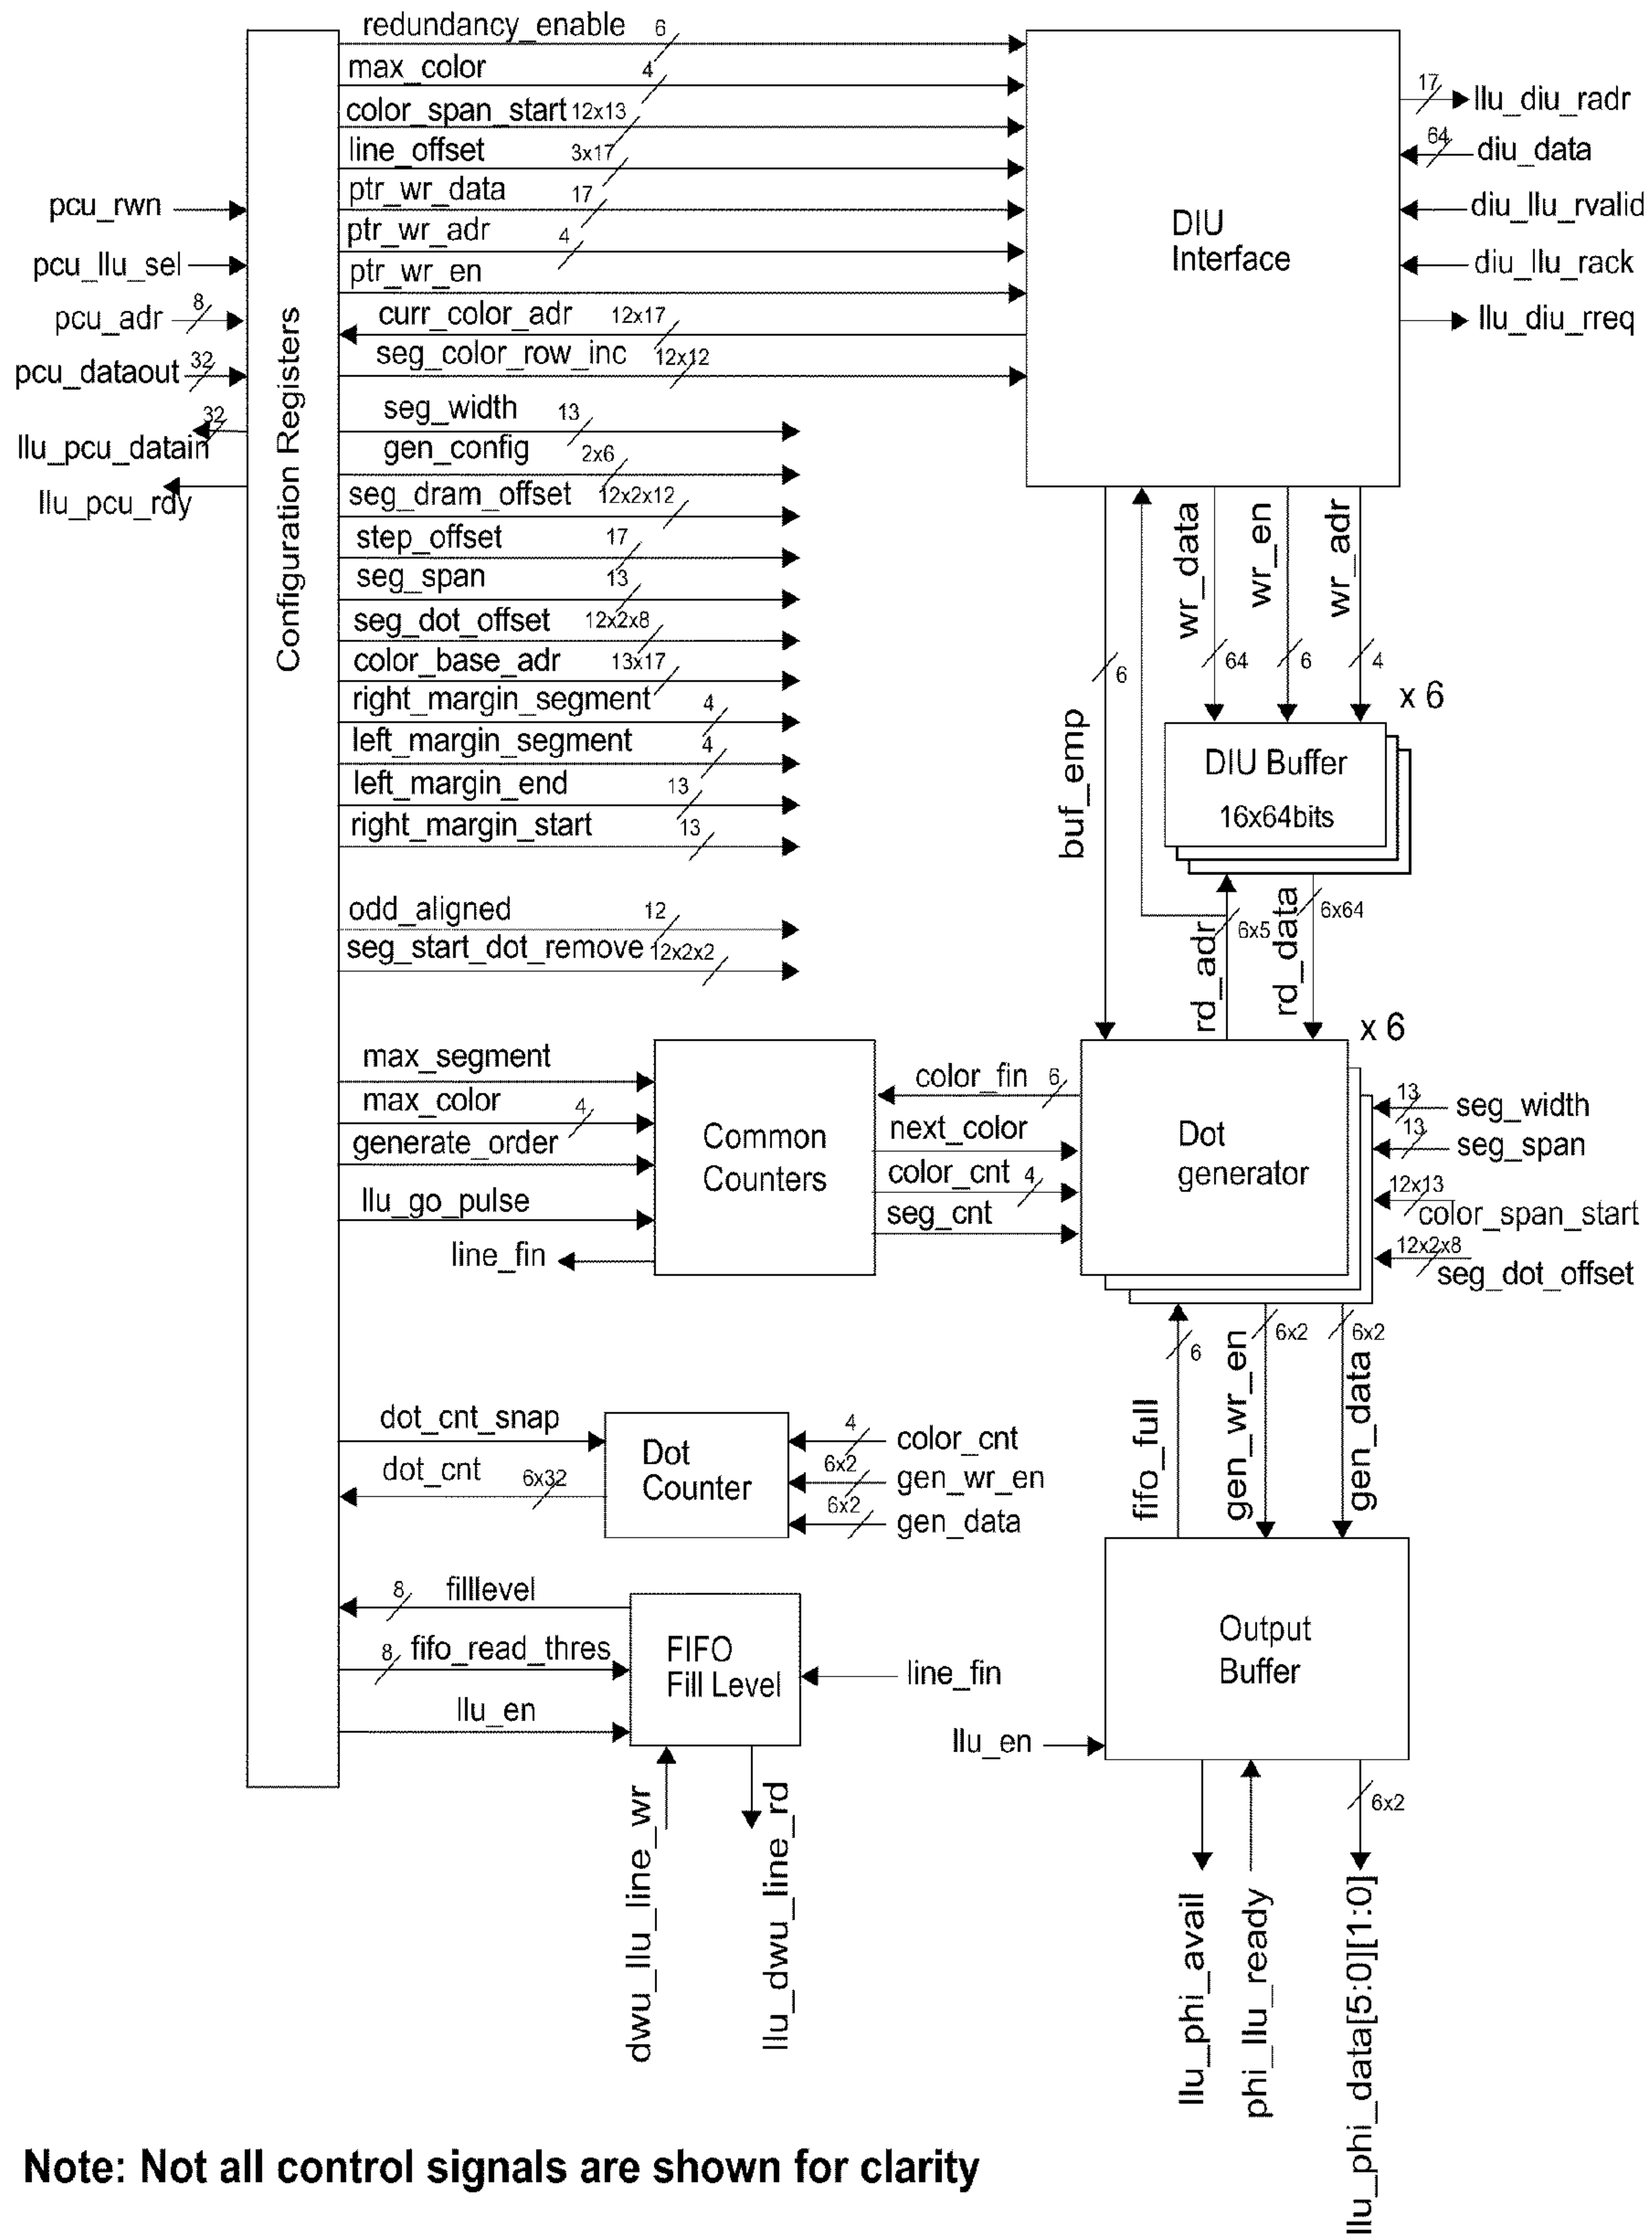 redundancy_enable 6
max_color 4
color_span_start 12x13
line_offset 3x17
ptr_wr_data 17
ptr_wr_adr 4
ptr_wr_en
curr_color_adr 12x17
seg_color_row_inc 12x12
seg_width 13
gen_config 2x6
seg_dram_offset 12x2x12
step_offset 17
seg_span 13
seg_dot_offset 12x2x8
color_base_adr 13x17
right_margin_segment 4
left_margin_segment 4
left_margin_end 13
right_margin_start 13
odd_aligned 12
seg_start_dot_remove 12x2x2
pcu_rwn
pcu_llu_sel
pcu_adr 8
pcu_dataout 32
32
llu_pcu_datain
llu_pcu_rdy
Configuration Registers
DIU
Interface
17 llu_diu_radr
64 diu_data
diu_llu_rvalid
diu_llu_rack
llu_diu_rreq
buf_emp 6
wr_data 64
wr_en 6
wr_adr 4
x 6
DIU Buffer
16x64bits
rd_adr 6x5
rd_data 6x64
x 6
max_segment
max_color 4
generate_order
llu_go_pulse
line_fin
Common
Counters
color_fin 6
next_color
color_cnt 4
seg_cnt
Dot
generator
13 seg_width
13 seg_span
12x13
color_span_start
12x2x8
seg_dot_offset
fifo_full 6
gen_wr_en 6x2
gen_data 6x2
dot_cnt_snap
dot_cnt 6x32
Dot
Counter
4 color_cnt
6x2 gen_wr_en
6x2 gen_data
8 filllevel
8 fifo_read_thres
llu_en
FIFO
Fill Level
line_fin
dwu_llu_line_wr
llu_dwu_line_rd
Output
Buffer
llu_en
llu_phi_avail
phi_llu_ready
6x2
llu_phi_data[5:0][1:0]
Note: Not all control signals are shown for clarity